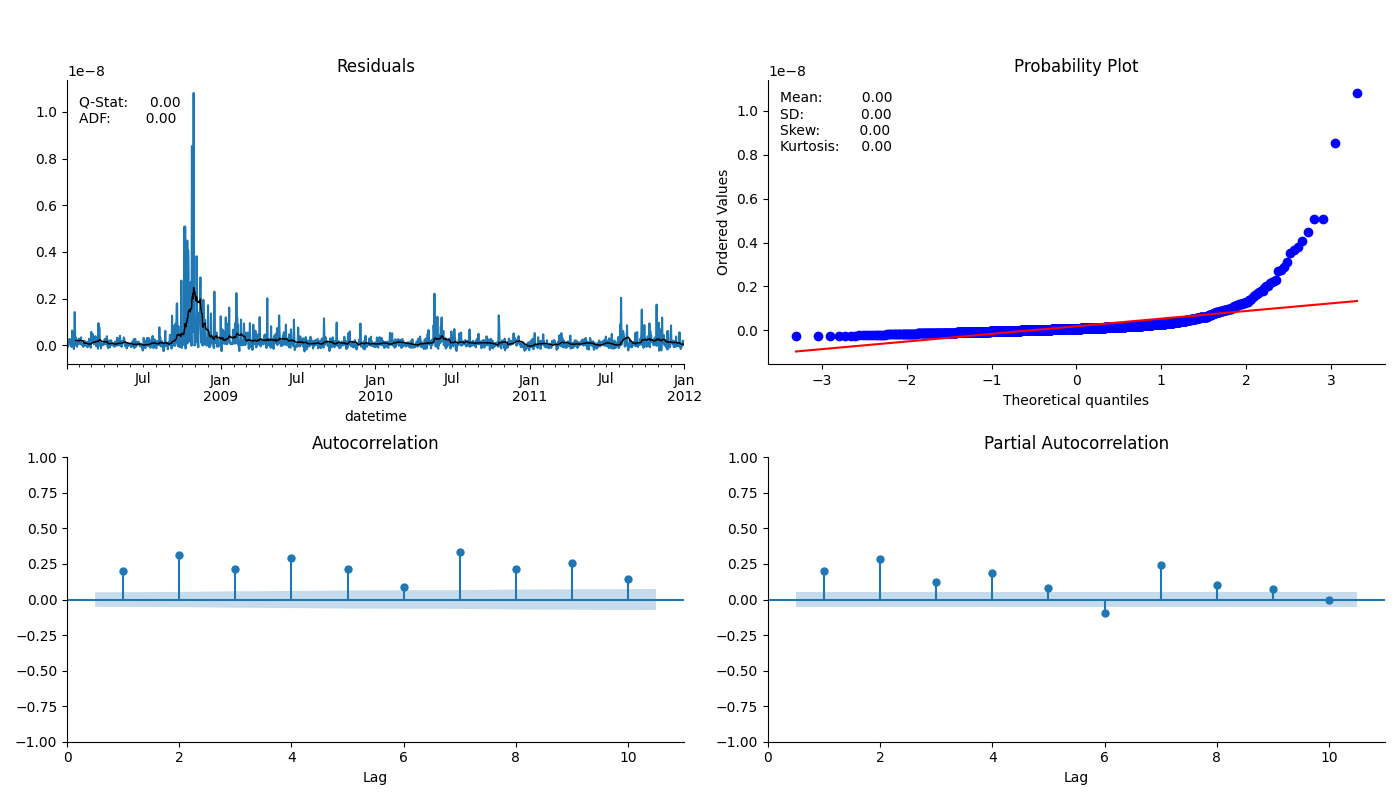 Residuals
1e−8
Q-Stat: 0.00
ADF: 0.00
1.0
0.8
0.6
0.4
0.2
0.0
Jul Jan Jul Jan Jul Jan Jul Jan
2009 2010 2011 2012
datetime
Probability Plot
1e−8
Mean: 0.00
SD: 0.00
Skew: 0.00
Kurtosis: 0.00
Ordered Values
1.0
0.8
0.6
0.4
0.2
0.0
−3 −2 −1 0 1 2 3
Theoretical quantiles
Autocorrelation
1.00
0.75
0.50
0.25
0.00
−0.25
−0.50
−0.75
−1.00
0 2 4 6 8 10
Lag
Partial Autocorrelation
1.00
0.75
0.50
0.25
0.00
−0.25
−0.50
−0.75
−1.00
0 2 4 6 8 10
Lag